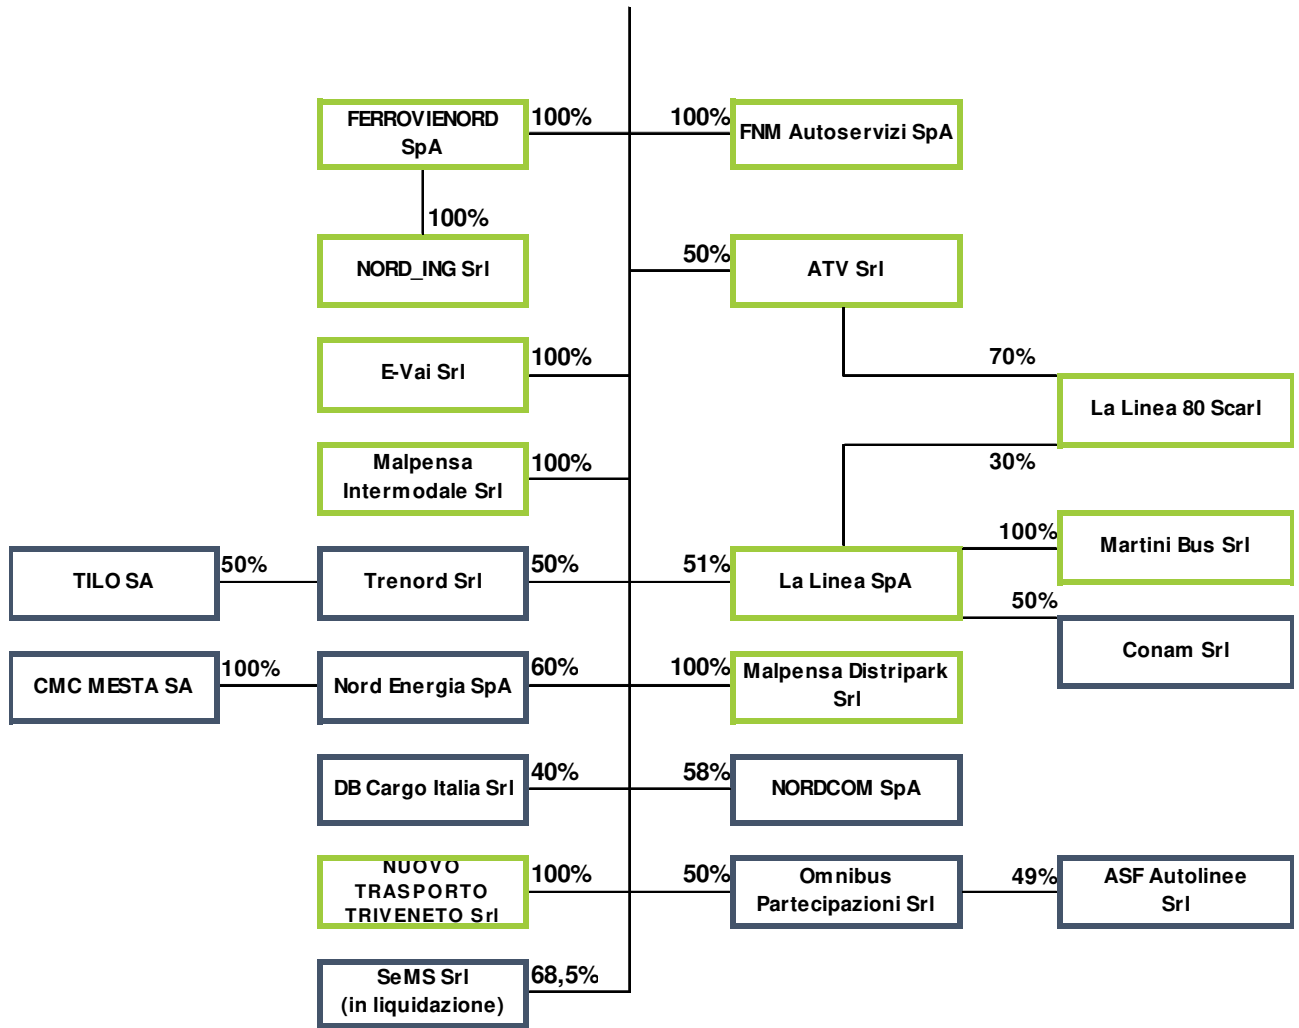 FERROVIENORD
SpA
100%
100%
FNM Autoservizi SpA
100%
NORD_ING Srl
50%
ATV Srl
E-Vai Srl
100%
70%
La Linea 80 Scarl
30%
Malpensa
Intermodale Srl
100%
TILO SA
50%
Trenord Srl
50%
51%
La Linea SpA
100%
Martini Bus Srl
50%
Conam Srl
CMC MESTA SA
100%
Nord Energia SpA
60%
100%
Malpensa Distripark
Srl
DB Cargo Italia Srl
40%
58%
NORDCOM SpA
NUOVO
TRASPORTO
TRIVENETO Srl
100%
50%
Omnibus
Partecipazioni Srl
49%
ASF Autolinee
Srl
SeMS Srl
(in liquidazione)
68,5%